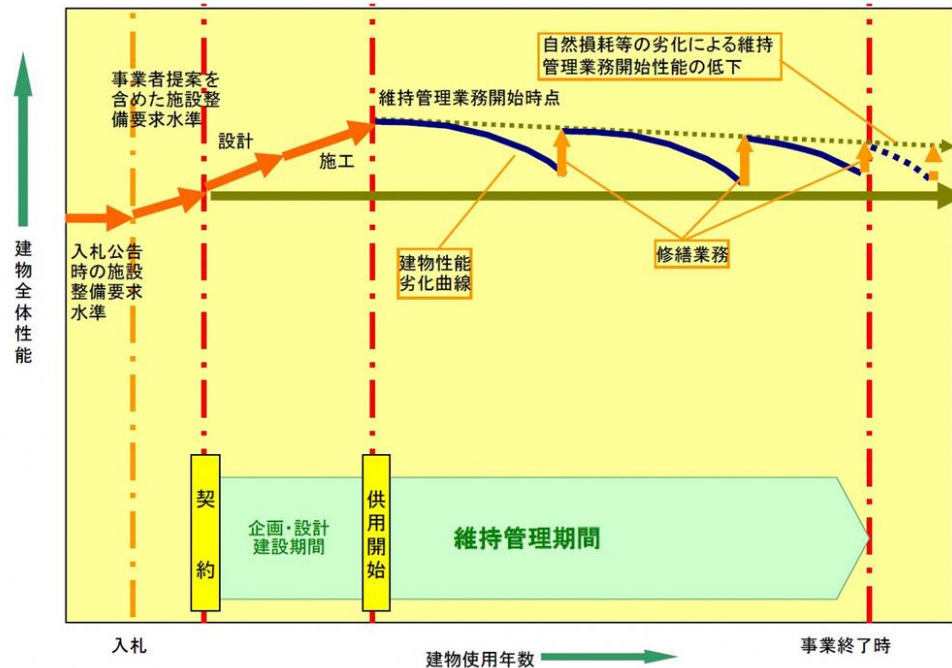 自然損耗等の劣化による維持
管理業務開始性能の低下
事業者提案を
含めた施設整
備要求水準
維持管理業務開始時点
設計
施工
入札公告
時の施設
整備要求
水準
建物性能
劣化曲線
修繕業務
建物全体性能
契約
企画・設計
建設期間
供用開始
維持管理期間
入札
事業終了時
建物使用年数